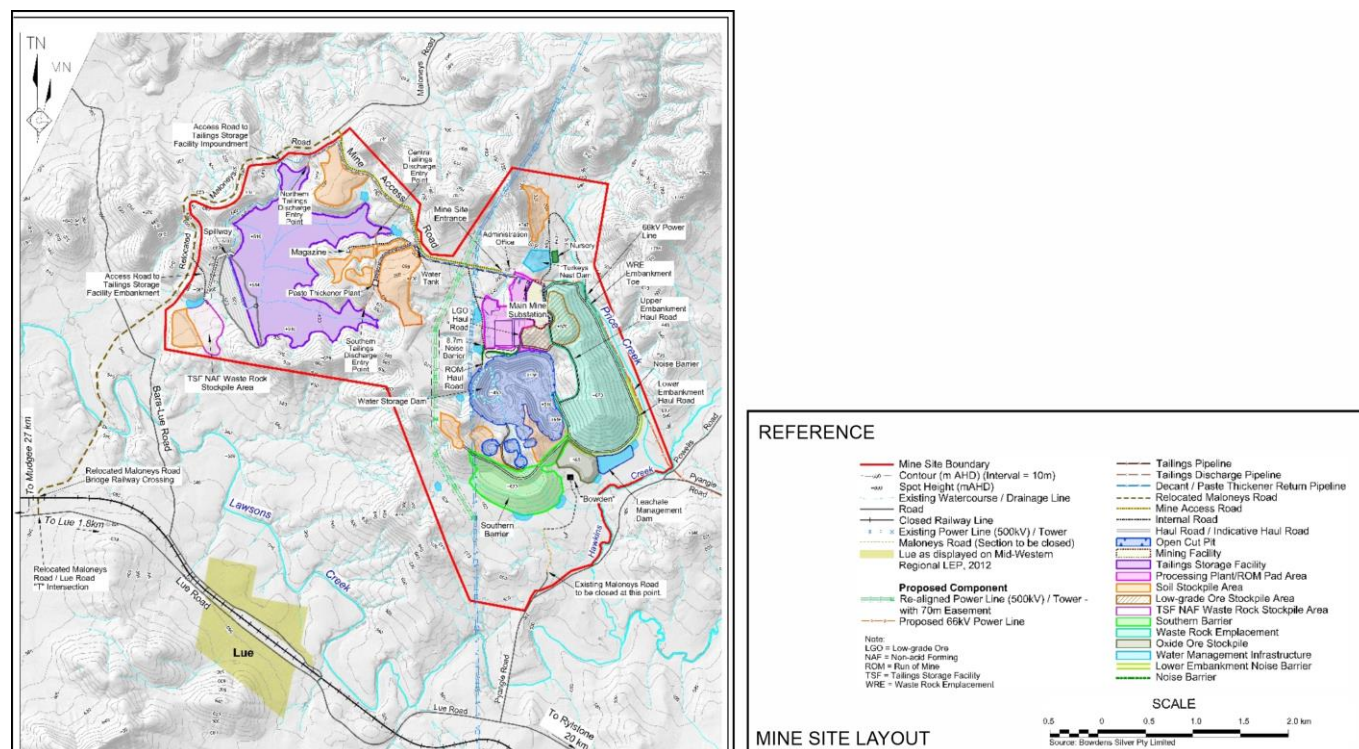 TN
MN
Maloneys
Road
Access Road to
Tailings Storage
Facility Impoundment
Road
Maloneys
Relocated
Mine
Access
Road
Central
Tailings
Discharge
Entry
Point
Northern
Tailings
Discharge
Entry
Point
Mine Site
Entrance
Spillway
Magazine
Administration
Office
66kV Power
Line
Nursery
Turkeys
Nest Dam
WRE
Embankment
Toe
Water
Tank
Access Road to
Tailings Storage
Facility Embankment
Paste Thickener Plant
Main Mine
Substation
Upper
Embankment
Haul Road
LGO
Haul
Road
Price
Creek
Southern
Tailings
Discharge
Entry
Point
8.7m
Noise
Barrier
Noise Barrier
ROM
Haul
Road
Lower
Embankment
Haul Road
TSF NAF Waste Rock
Stockpile Area
Water Storage Dam
Bara-Lue Road
To Mudgee 27 km
Relocated Maloneys Road
Bridge Railway Crossing
Powells
Road
Creek
Pyangle
Road
"Bowden"
Leachate
Management
Dam
To Lue 1.8km
Lawsons
Creek
Southern
Barrier
Hawkins
Relocated Maloneys
Road / Lue Road
"T" Intersection
Lue Road
Existing Maloneys Road
to be closed at this point.
Lue
Pyangle Road
Lue Road
To Rylstone
20 km
REFERENCE
Mine Site Boundary
Contour (m AHD) (Interval = 10m)
Spot Height (mAHD)
Existing Watercourse / Drainage Line
Road
Closed Railway Line
Existing Power Line (500kV) / Tower
Maloneys Road (Section to be closed)
Lue as displayed on Mid-Western
Regional LEP, 2012
Proposed Component
Re-aligned Power Line (500kV) / Tower -
with 70m Easement
Proposed 66kV Power Line
Note:
LGO = Low-grade Ore
NAF = Non-acid Forming
ROM = Run of Mine
TSF = Tailings Storage Facility
WRE = Waste Rock Emplacement
Tailings Pipeline
Tailings Discharge Pipeline
Decant / Paste Thickener Return Pipeline
Relocated Maloneys Road
Mine Access Road
Internal Road
Haul Road / Indicative Haul Road
Open Cut Pit
Mining Facility
Tailings Storage Facility
Processing Plant/ROM Pad Area
Soil Stockpile Area
Low-grade Ore Stockpile Area
TSF NAF Waste Rock Stockpile Area
Southern Barrier
Waste Rock Emplacement
Oxide Ore Stockpile
Water Management Infrastructure
Lower Embankment Noise Barrier
Noise Barrier
SCALE
0.5 0 0.5 1.0 1.5 2.0 km
Source: Bowdens Silver Pty Limited
MINE SITE LAYOUT